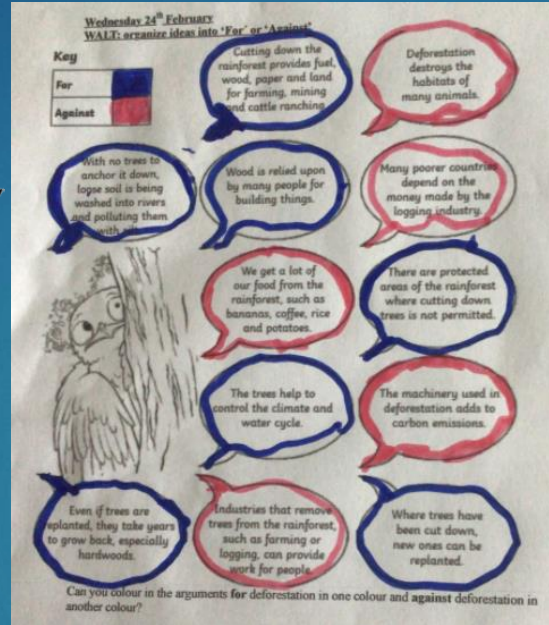 Wednesday 24th February
WALT: organize ideas into 'For' or 'Against'
Key
For
Against
Cutting down the
rainforest provides fuel,
wood, paper and land
for farming, mining
and cattle ranching.
Deforestation
destroys the
habitats of
many animals.
With no trees to
anchor it down,
loose soil is being
washed into rivers
and polluting them
with
Wood is relied upon
by many people for
building things.
Many poorer countries
depend on the
money made by the
logging industry.
We get a lot of
our food from the
rainforest, such as
bananas, coffee, rice
and potatoes.
There are protected
areas of the rainforest
where cutting down
trees is not permitted.
The trees help to
control the climate and
water cycle.
The machinery used in
deforestation adds to
carbon emissions.
Even if trees are
replanted, they take years
to grow back, especially
hardwoods.
Industries that remove
trees from the rainforest,
such as farming or
logging, can provide
work for people.
Where trees have
been cut down,
new ones can be
replanted.
Can you colour in the arguments for deforestation in one colour and against deforestation in
another colour?